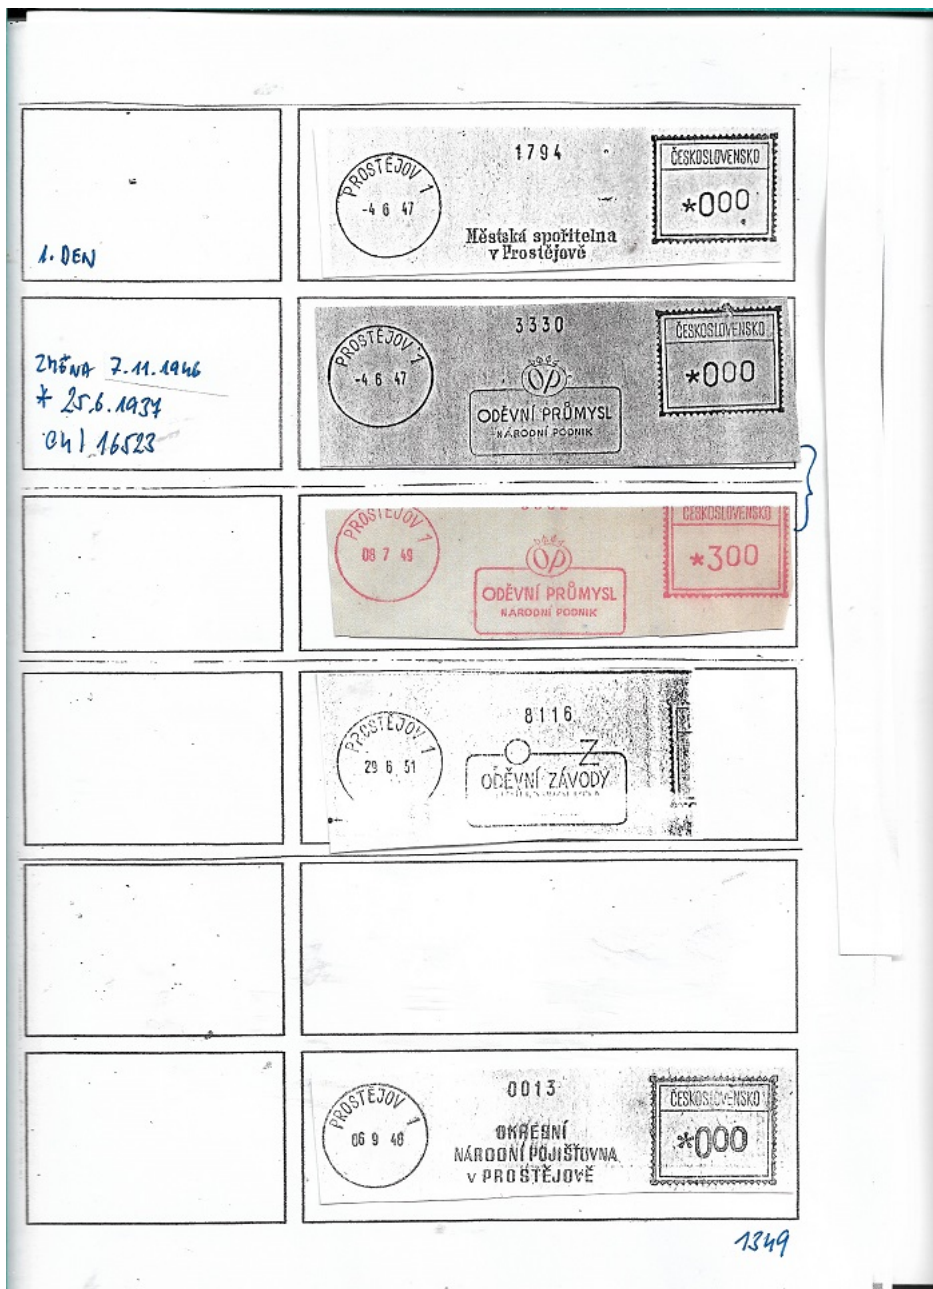 PROSTĚJOV 1
-4 6 47
1794
Městská spořitelna
v Prostějově
ČESKOSLOVENSKO
*000
1. DEN
PROSTĚJOV 1
-4 6 47
3330
OP
ODĚVNÍ PRŮMYSL
NÁRODNÍ PODNIK
ČESKOSLOVENSKO
*000
ZMĚNA 7.11.1946
* 25.6.1937
16523
PROSTĚJOV 1
08 7 49
OP
ODĚVNÍ PRŮMYSL
NÁRODNÍ PODNIK
ČESKOSLOVENSKO
*300
PROSTĚJOV 1
29 6 51
8116
O Z
ODĚVNÍ ZÁVODY
PROSTĚJOV 1
06 9 48
0013
OKRESNÍ
NÁRODNÍ POJIŠŤOVNA
V PROSTĚJOVĚ
ČESKOSLOVENSKO
*000
1349